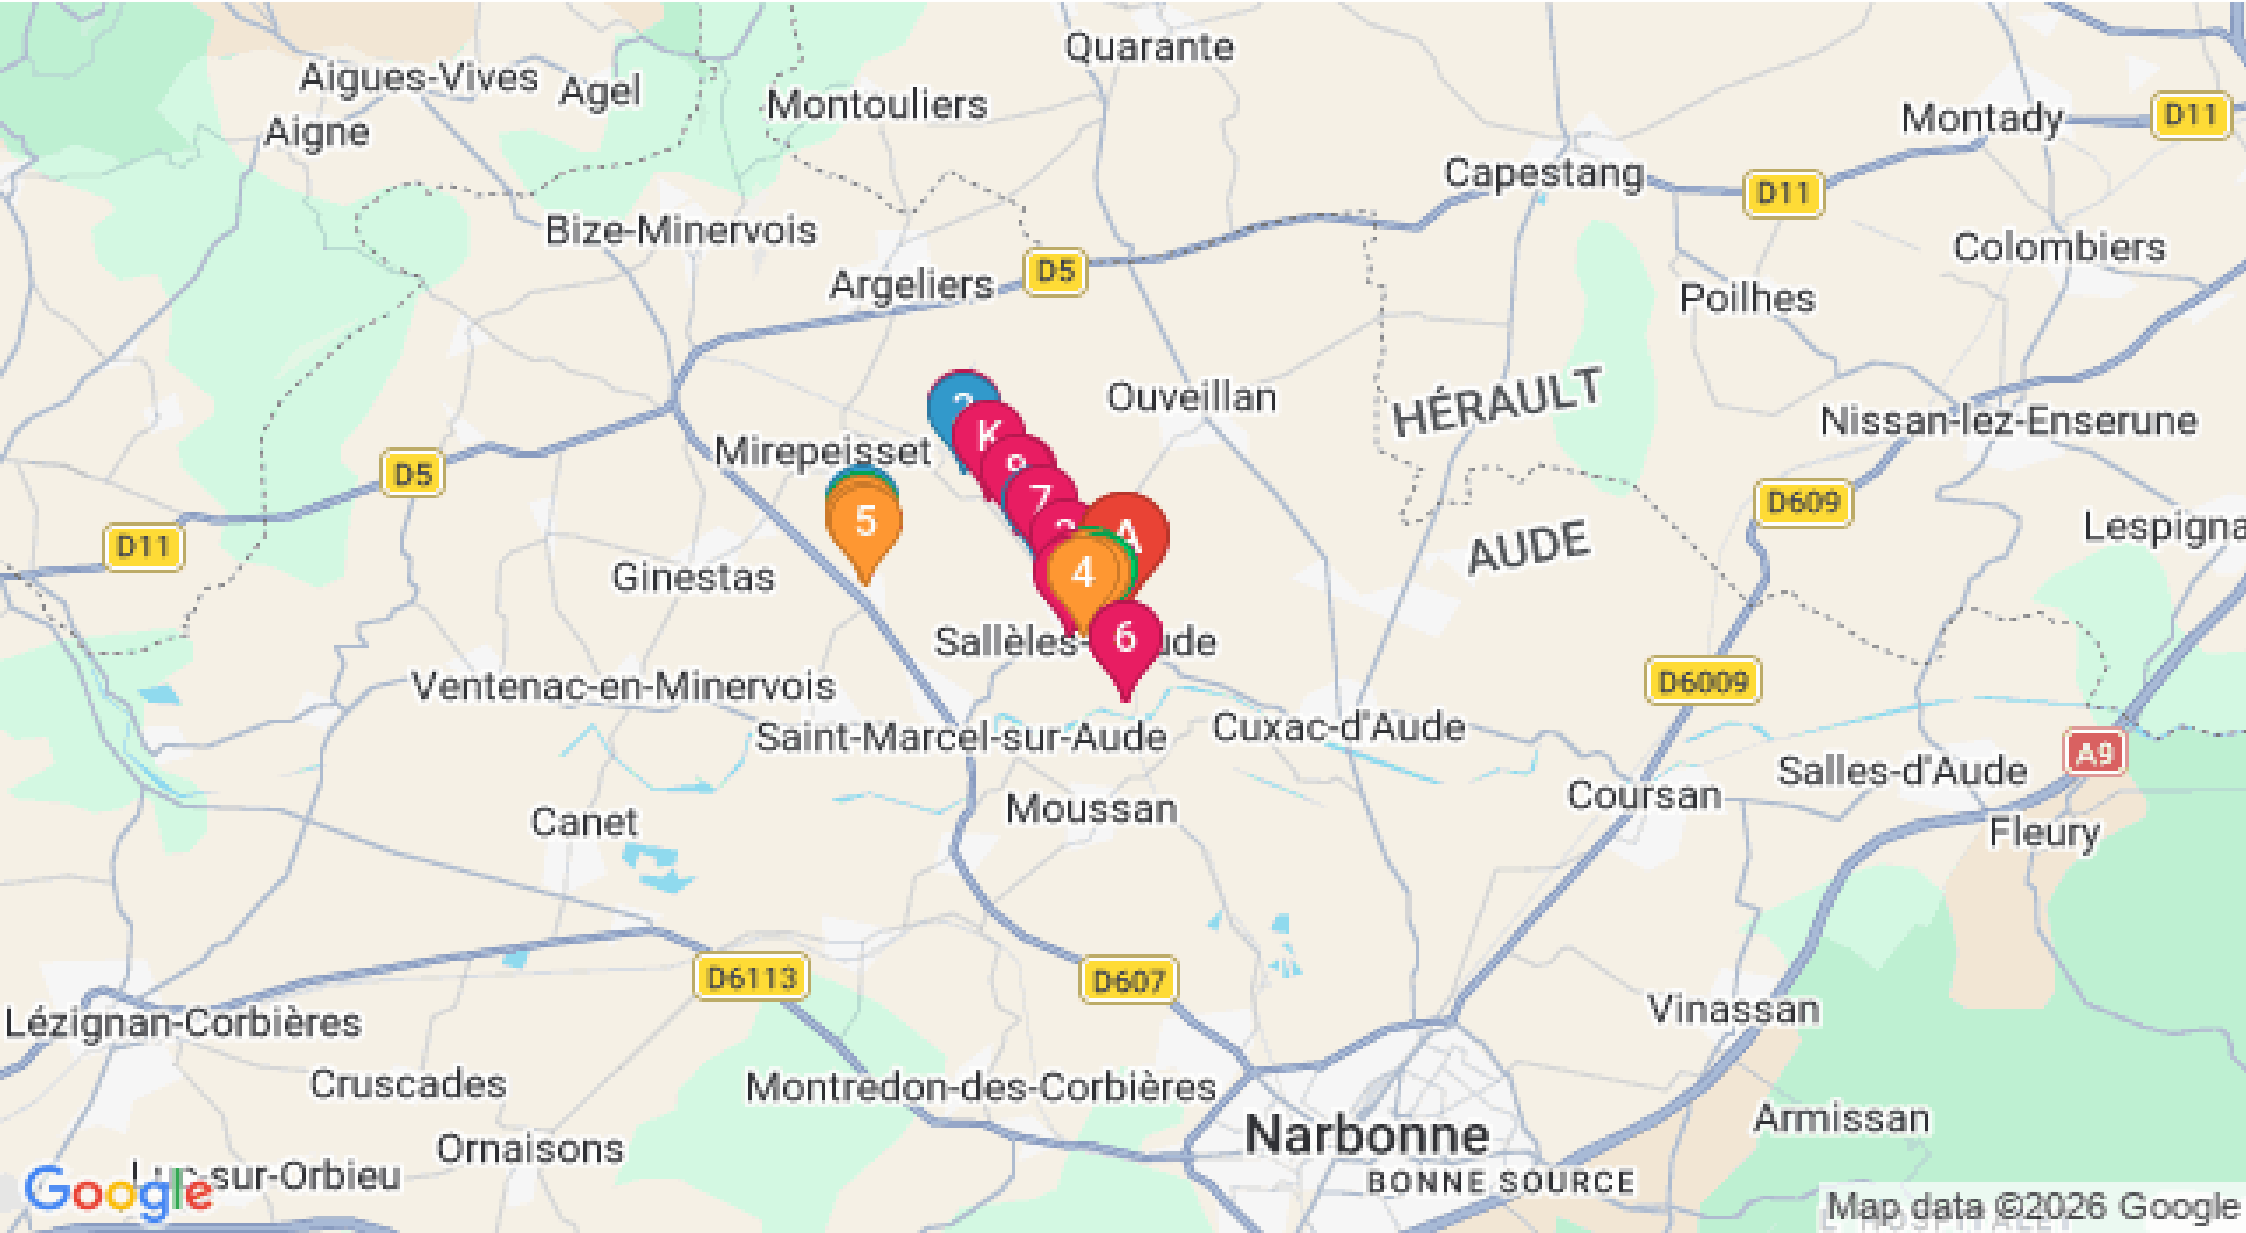 Quarante
Aigues-Vives
Agel
Montouliers
Aigne
Montady
D11
Capestang
D11
Bize-Minervois
Colombiers
D5
Argeliers
Poilhes
Ouveillan
K
HÉRAULT
Nissan-lez-Enserune
Mirepeisset
D5
7
D609
5
A
Lespigna
D11
AUDE
4
Ginestas
6
D6009
Ventenac-en-Minervois
Saint-Marcel-sur-Aude
Cuxac-d'Aude
A9
Salles-d'Aude
Coursan
Moussan
Canet
Fleury
D6113
D607
Lézignan-Corbières
Vinassan
Cruscades
Montredon-des-Corbières
Armissan
Narbonne
Ornaisons
BONNE SOURCE
sur-Orbieu
Google
Map data ©2026 Google